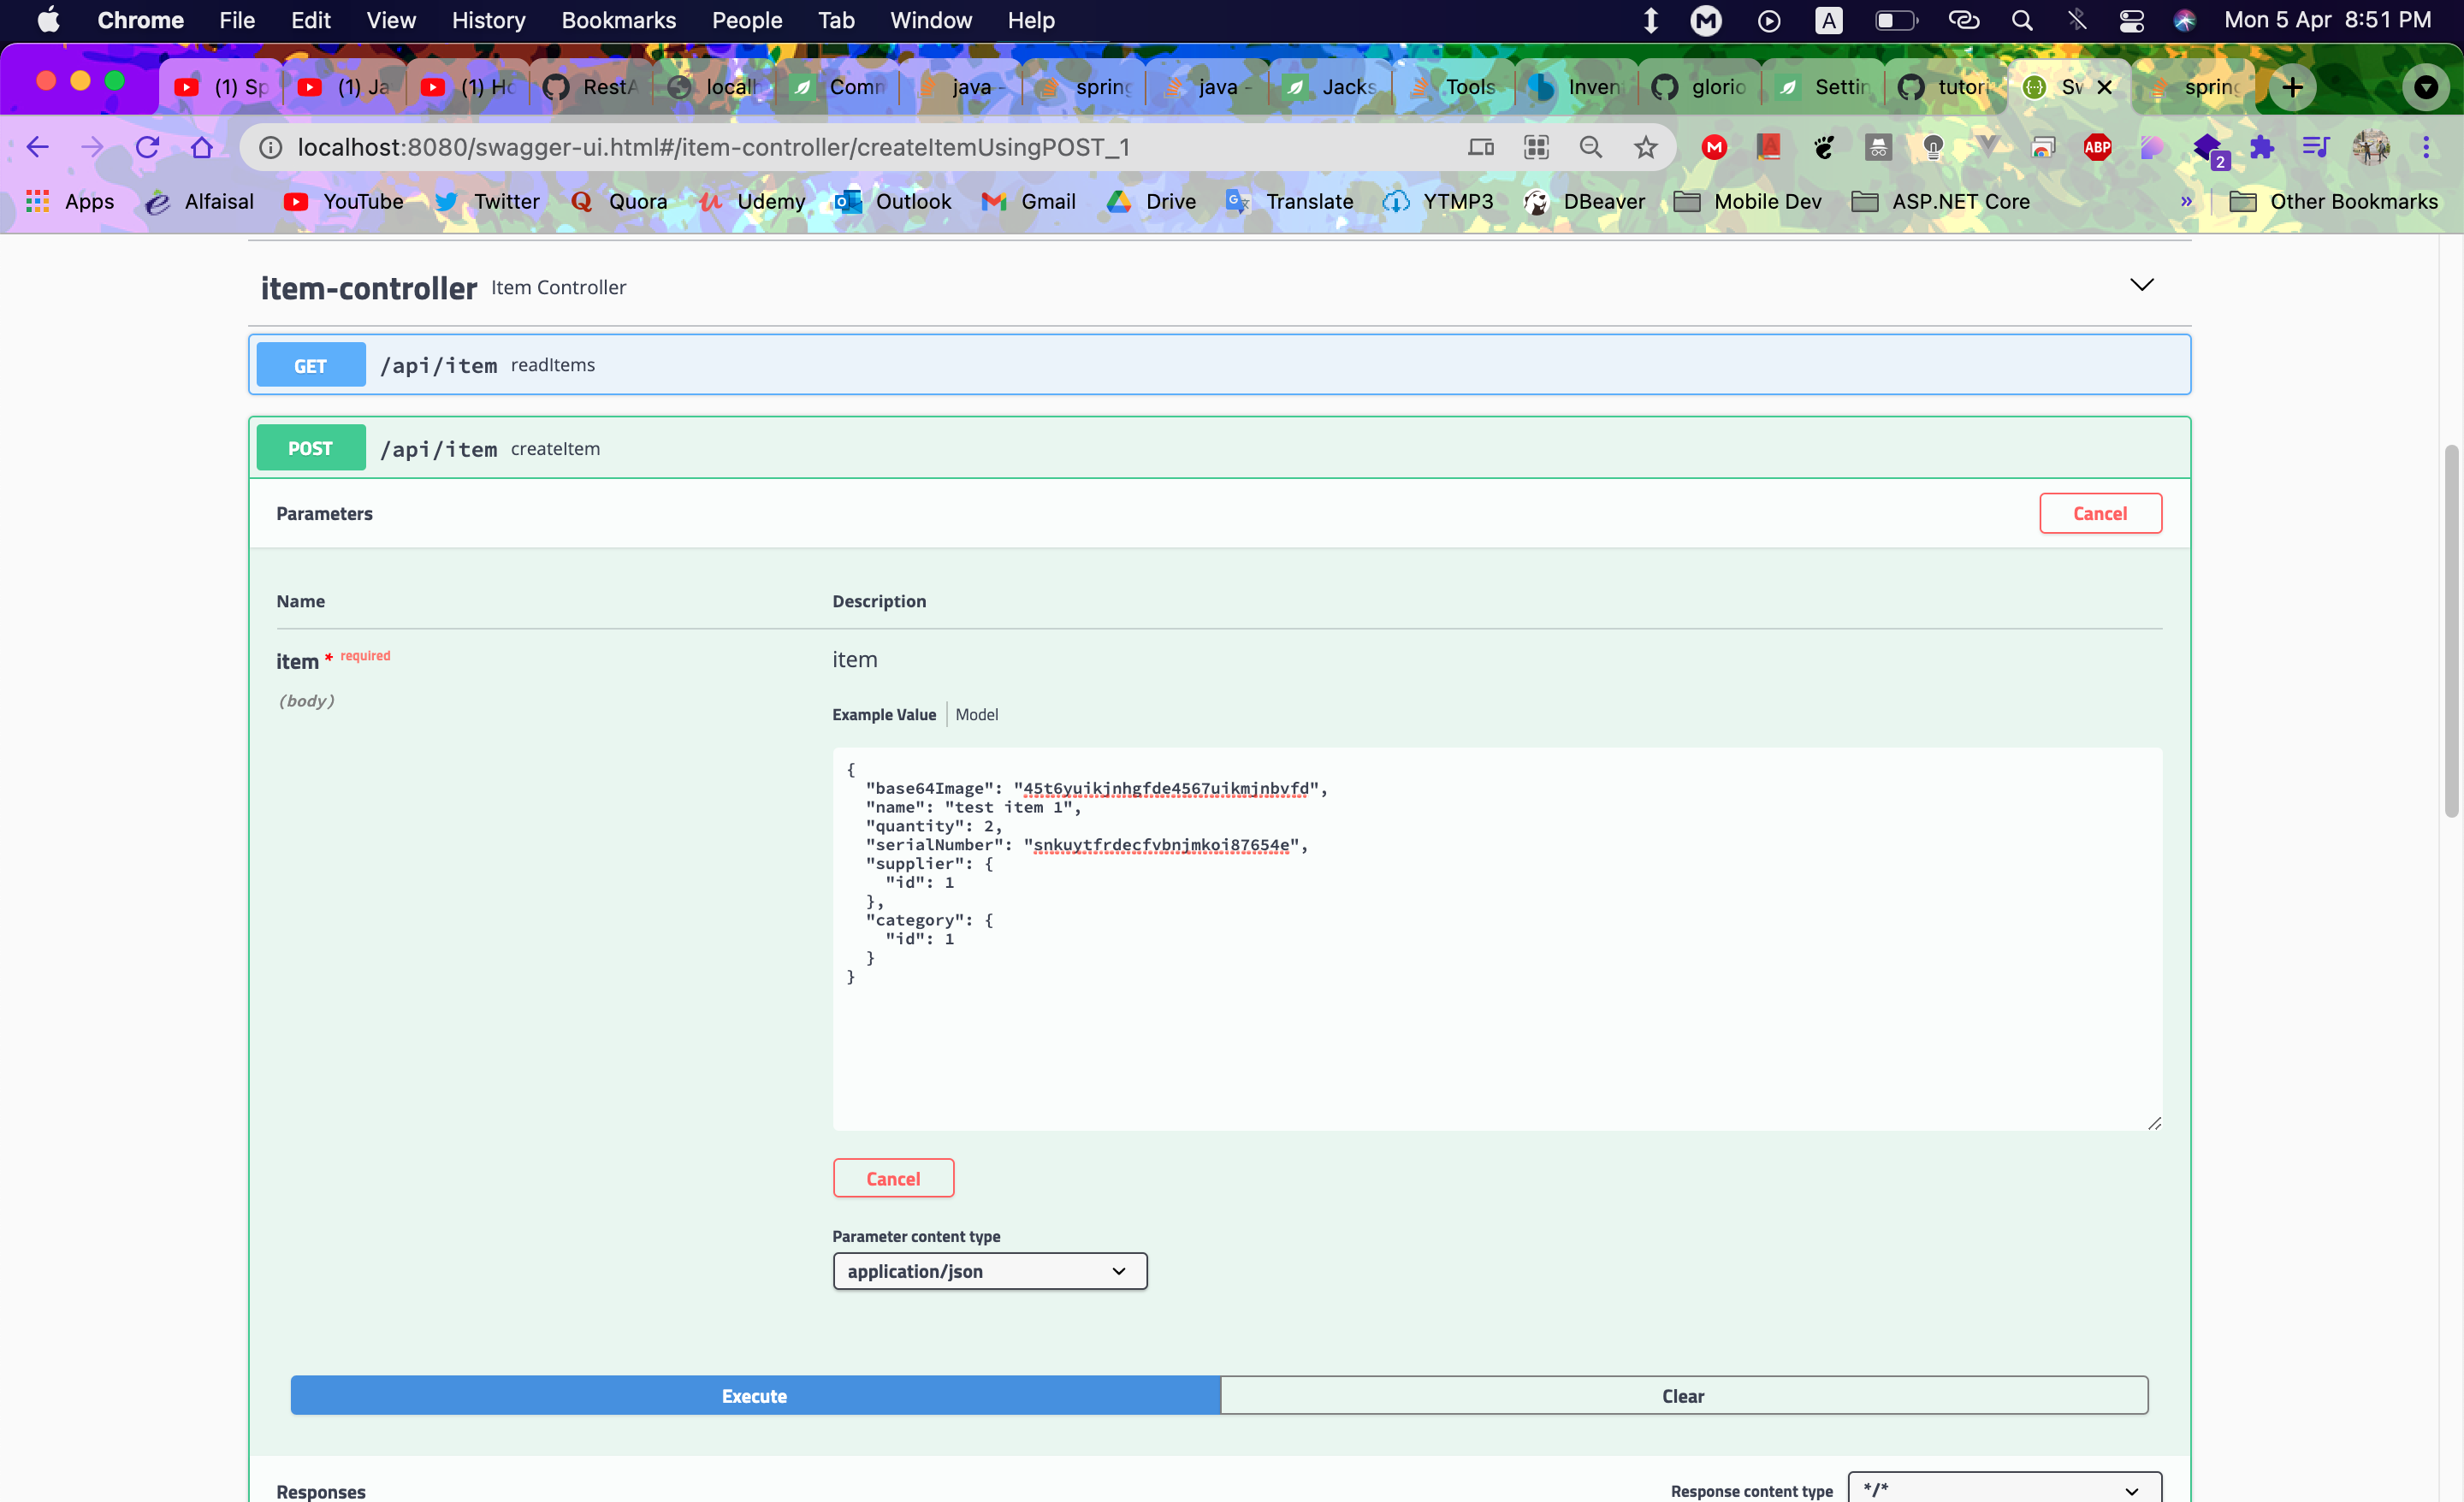 Chrome File Edit View History Bookmarks People Tab Window Help A Mon 5 Apr 8:51 PM
(1) Sp (1) Ja (1) Ho RestA localh Comm java - spring java - Jacks Tools Inven glorio Settin tutori Sw spring
localhost:8080/swagger-ui.html#/item-controller/createItemUsingPOST_1 ABP 2
Apps Alfaisal YouTube Twitter Quora Udemy Outlook Gmail Drive Translate YTMP3 DBeaver Mobile Dev ASP.NET Core » Other Bookmarks
item-controller Item Controller
GET /api/item readItems
POST /api/item createItem
Parameters Cancel
Name Description
item * required item
(body)
Example Value Model
{
"base64Image": "45t6yuikjnhgfde4567uikmjnbvfd",
"name": "test item 1",
"quantity": 2,
"serialNumber": "snkuytfrdecfvbnjmkoi87654e",
"supplier": {
"id": 1
},
"category": {
"id": 1
}
}
Cancel
Parameter content type
application/json
Execute Clear
Responses Response content type */*